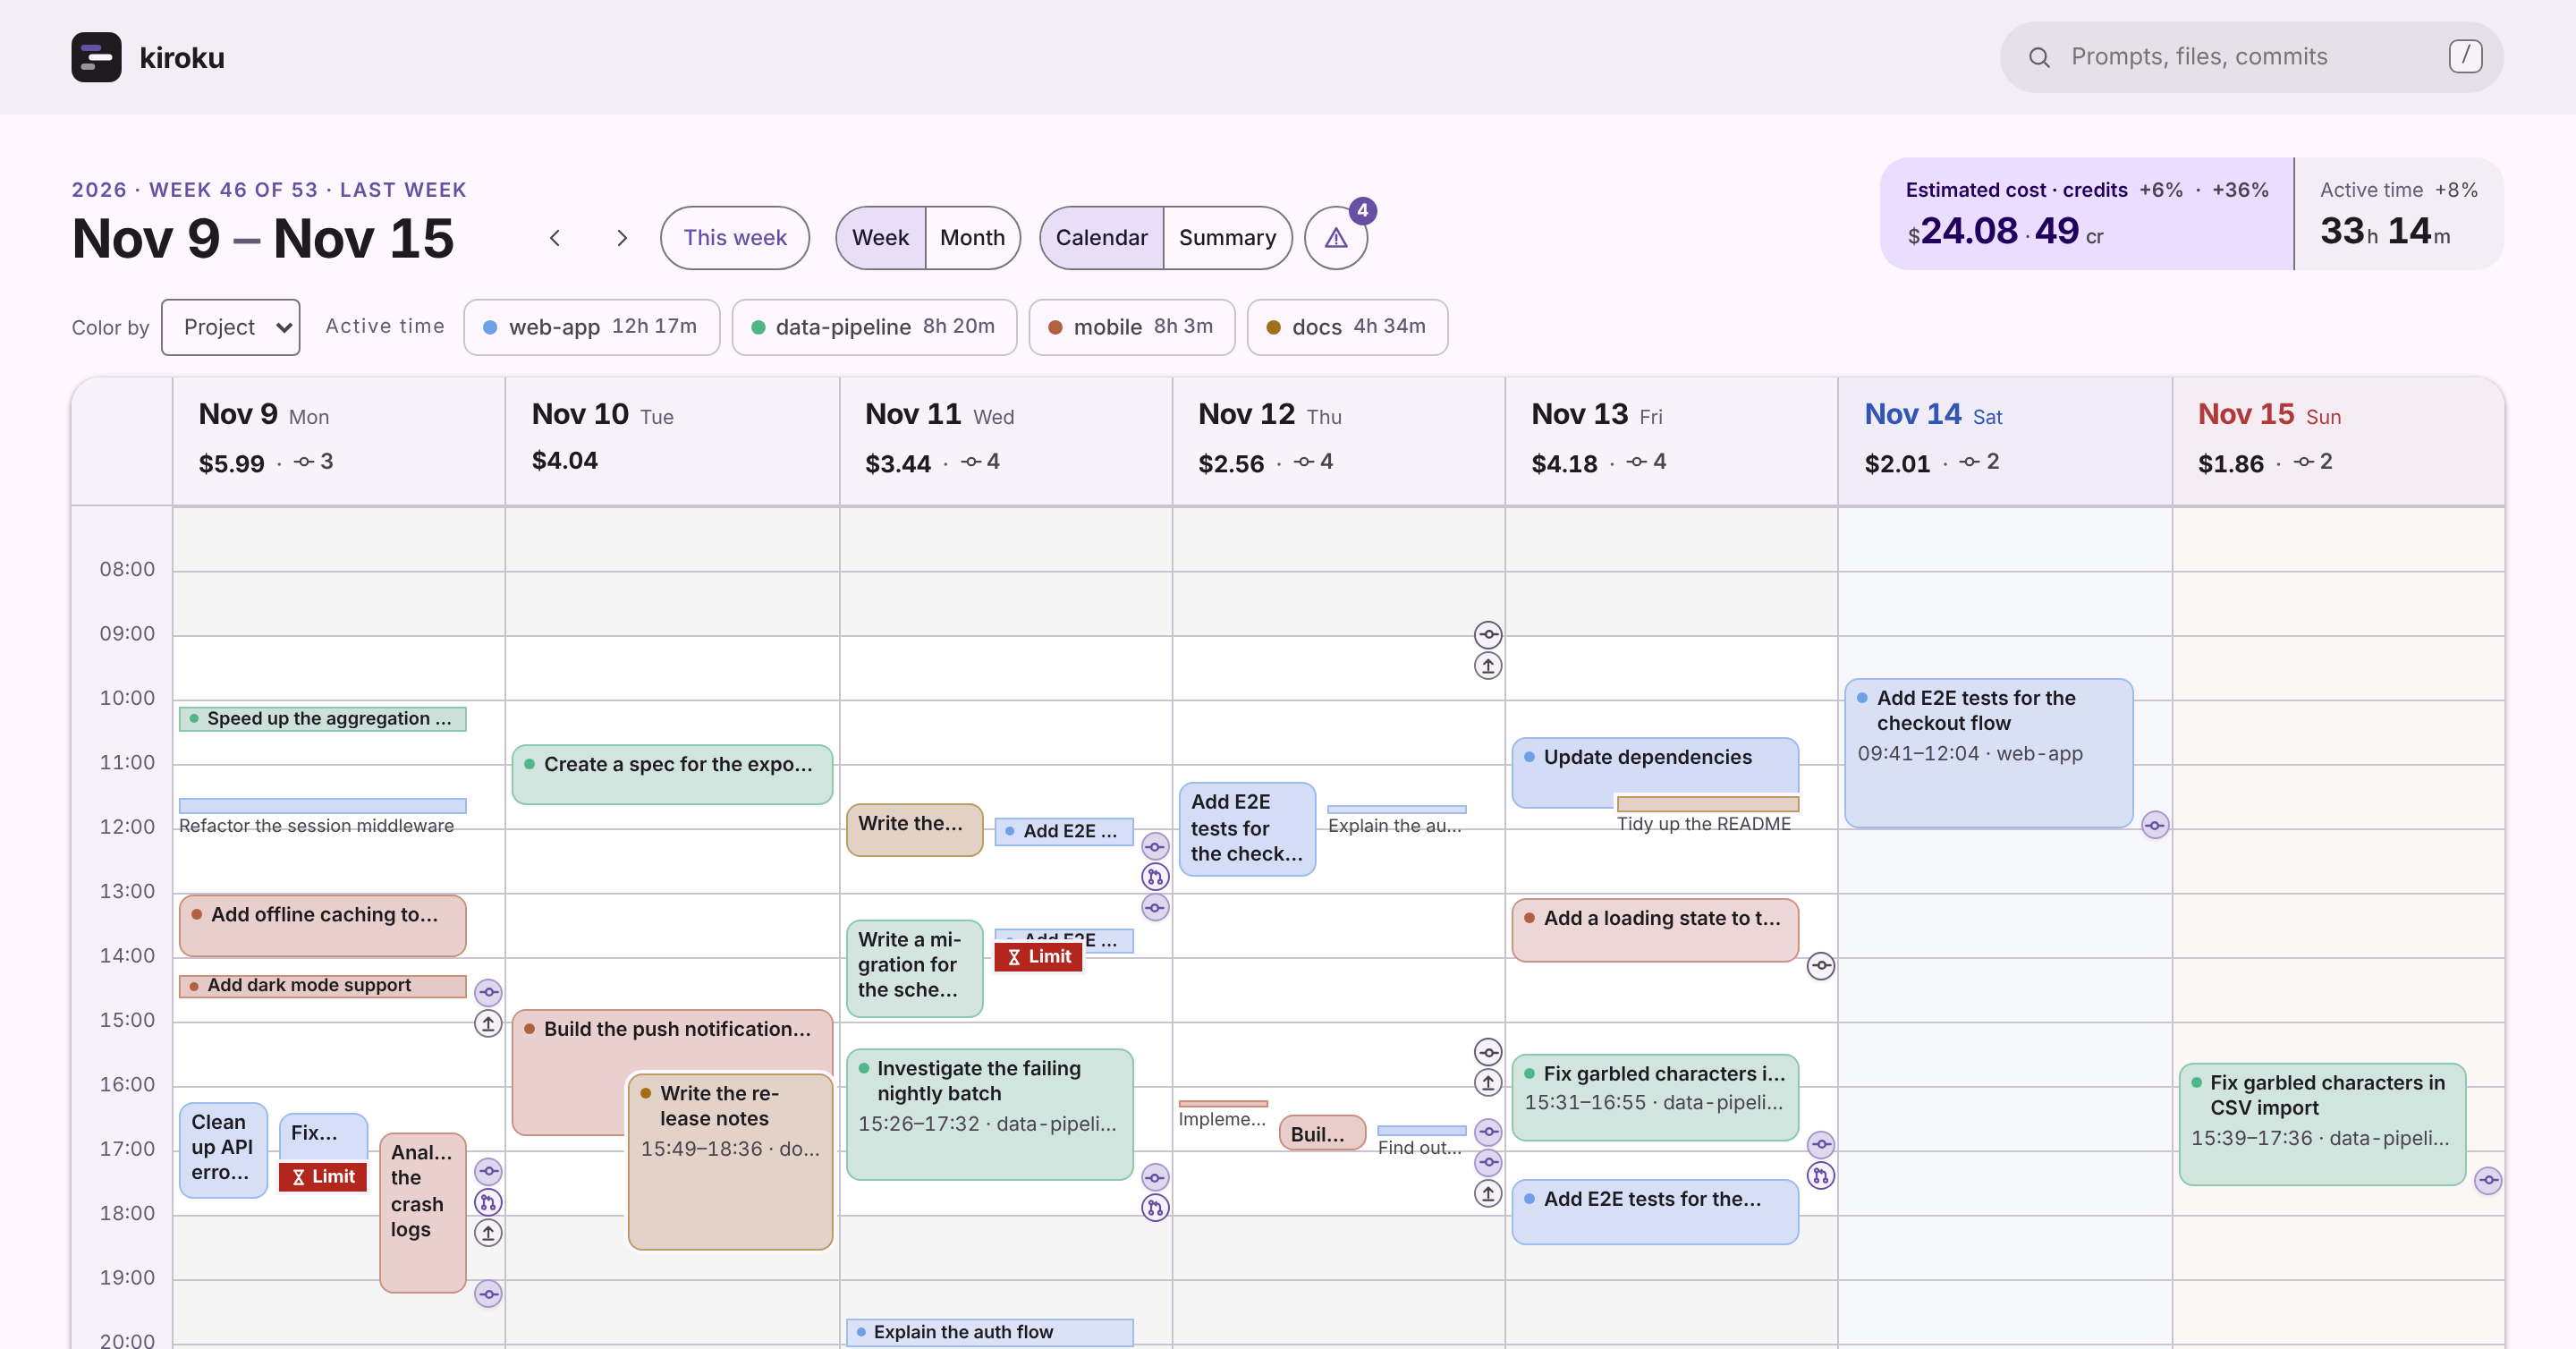 kiroku
Prompts, files, commits
/
2026 · WEEK 46 OF 53 · LAST WEEK
Nov 9 – Nov 15
This week
Week
Month
Calendar
Summary
4
Estimated cost · credits +6% · +36%
$24.08 · 49 cr
Active time +8%
33h 14m
Color by
Project
Active time
web-app 12h 17m
data-pipeline 8h 20m
mobile 8h 3m
docs 4h 34m
Nov 9 Mon
$5.99 · 3
Nov 10 Tue
$4.04
Nov 11 Wed
$3.44 · 4
Nov 12 Thu
$2.56 · 4
Nov 13 Fri
$4.18 · 4
Nov 14 Sat
$2.01 · 2
Nov 15 Sun
$1.86 · 2
08:00
09:00
10:00
11:00
12:00
13:00
14:00
15:00
16:00
17:00
18:00
19:00
20:00
Speed up the aggregation ...
Refactor the session middleware
Add offline caching to...
Add dark mode support
Clean
up API
erro...
Fix...
Limit
Anal...
the
crash
logs
Create a spec for the expo...
Build the push notification...
Write the re-
lease notes
15:49–18:36 · do...
Write the...
Add E2E ...
Write a mi-
gration for
the sche...
Add E2E ...
Limit
Investigate the failing
nightly batch
15:26–17:32 · data-pipeli...
Explain the auth flow
Add E2E
tests for
the check...
Explain the au...
Impleme...
Buil...
Find out...
Update dependencies
Tidy up the README
Add a loading state to t...
Fix garbled characters i...
15:31–16:55 · data-pipeli...
Add E2E tests for the...
Add E2E tests for the
checkout flow
09:41–12:04 · web-app
Fix garbled characters in
CSV import
15:39–17:36 · data-pipeli...